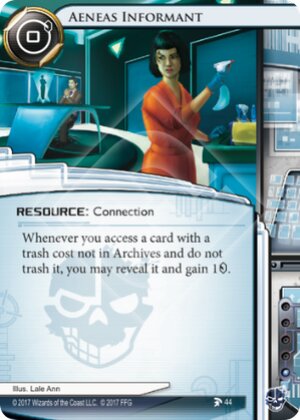 0
AENEAS INFORMANT
RESOURCE: Connection
Whenever you access a card with a
trash cost not in Archives and do not
trash it, you may reveal it and gain 1.
Illus. Lale Ann
© 2017 Wizards of the Coast LLC. © 2017 FFG
44